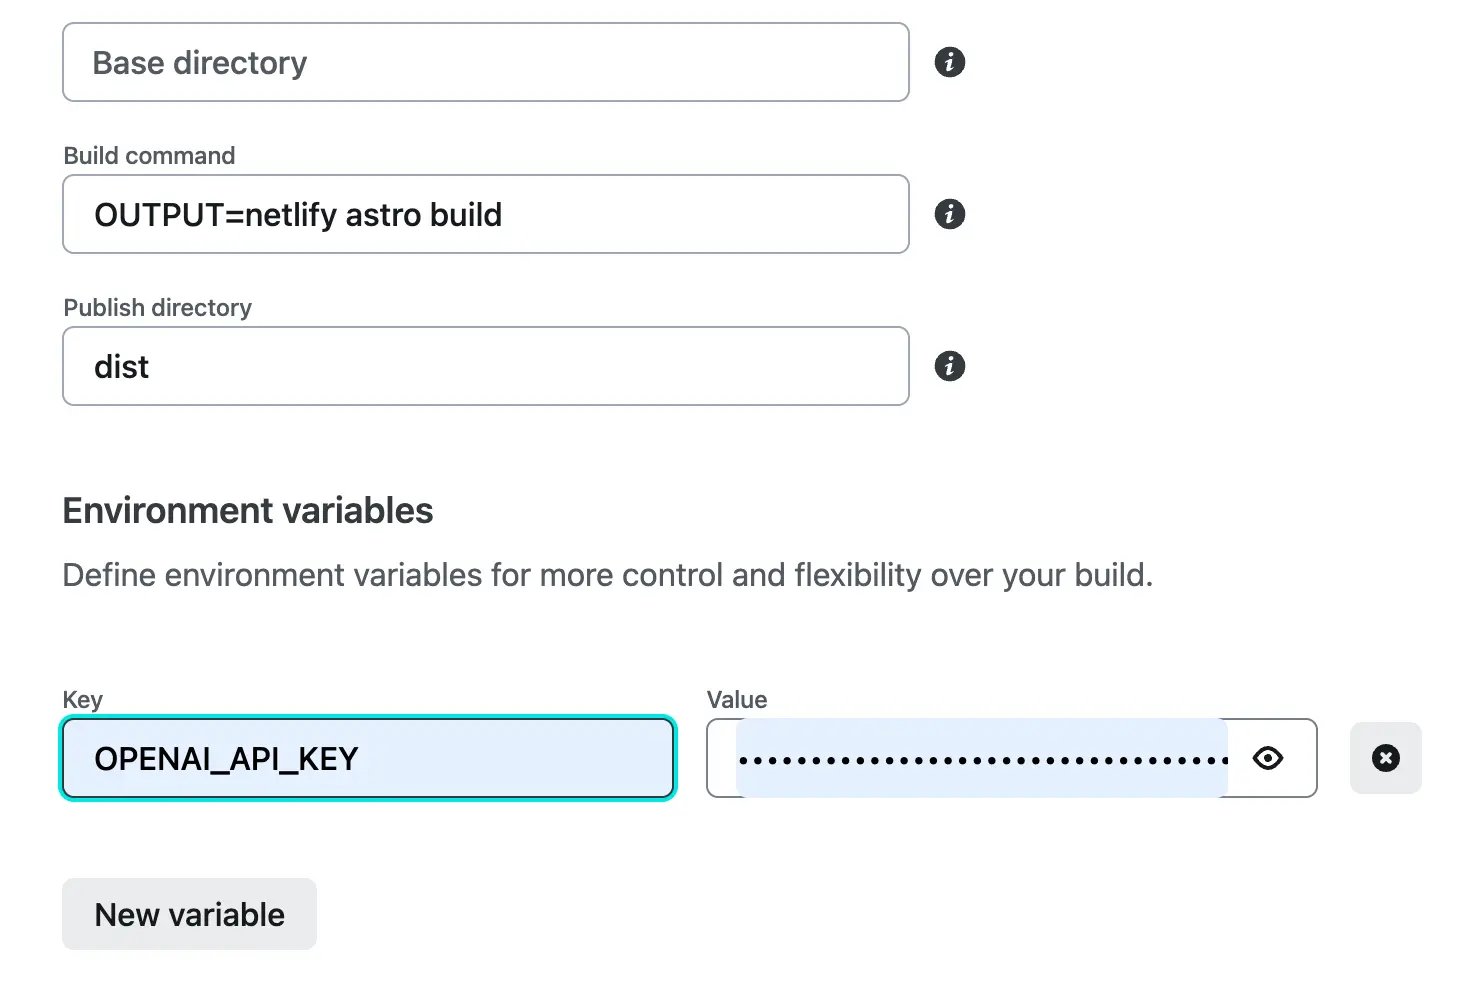 Base directory
Build command
OUTPUT=netlify astro build
Publish directory
dist
Environment variables
Define environment variables for more control and flexibility over your build.
Key
Value
OPENAI_API_KEY
••••••••••••••••••••••••••••••••••
New variable